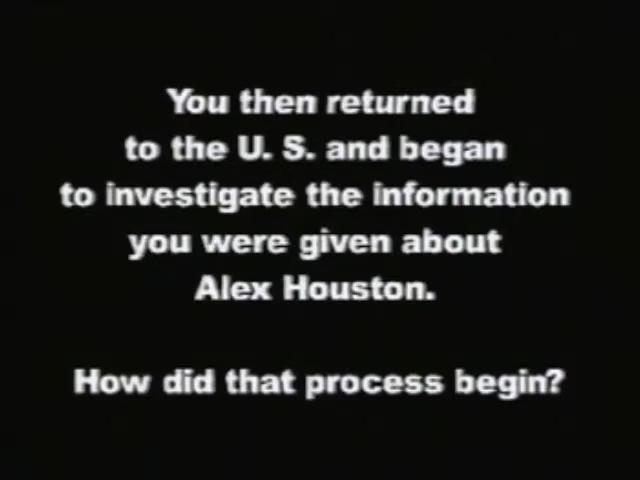 You then returned
to the U. S. and began
to investigate the information
you were given about
Alex Houston.
How did that process begin?